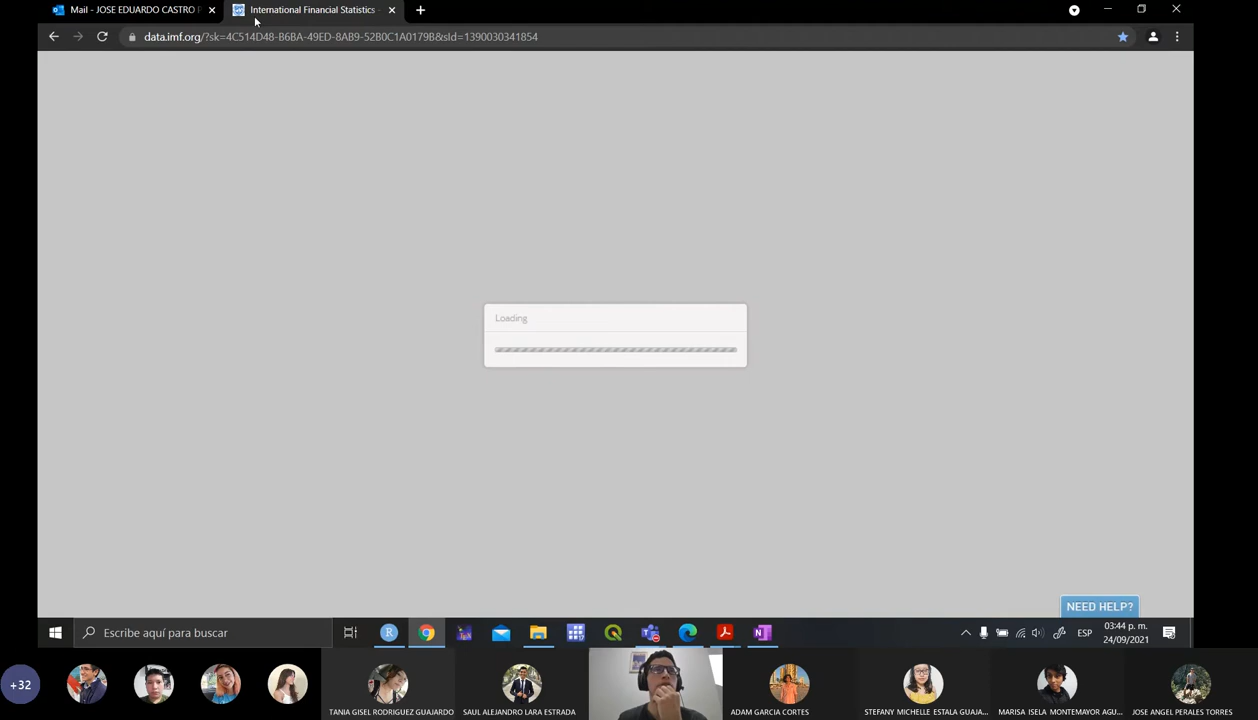 Mail - JOSE EDUARDO CASTRO
International Financial Statistics
data.imf.org/?sk=4C514D48-B6BA-49ED-8AB9-52B0C1A0179B&sId=1390030341854
Loading
NEED HELP?
Escribe aquí para buscar
ESP
03:44 p. m.
24/09/2021
+32
TANIA GISEL RODRIGUEZ GUAJARDO
SAUL ALEJANDRO LARA ESTRADA
ADAM GARCIA CORTES
STEFANY MICHELLE ESTALA GUAJA...
MARISA ISELA MONTEMAYOR AGU...
JOSE ANGEL PERALES TORRES